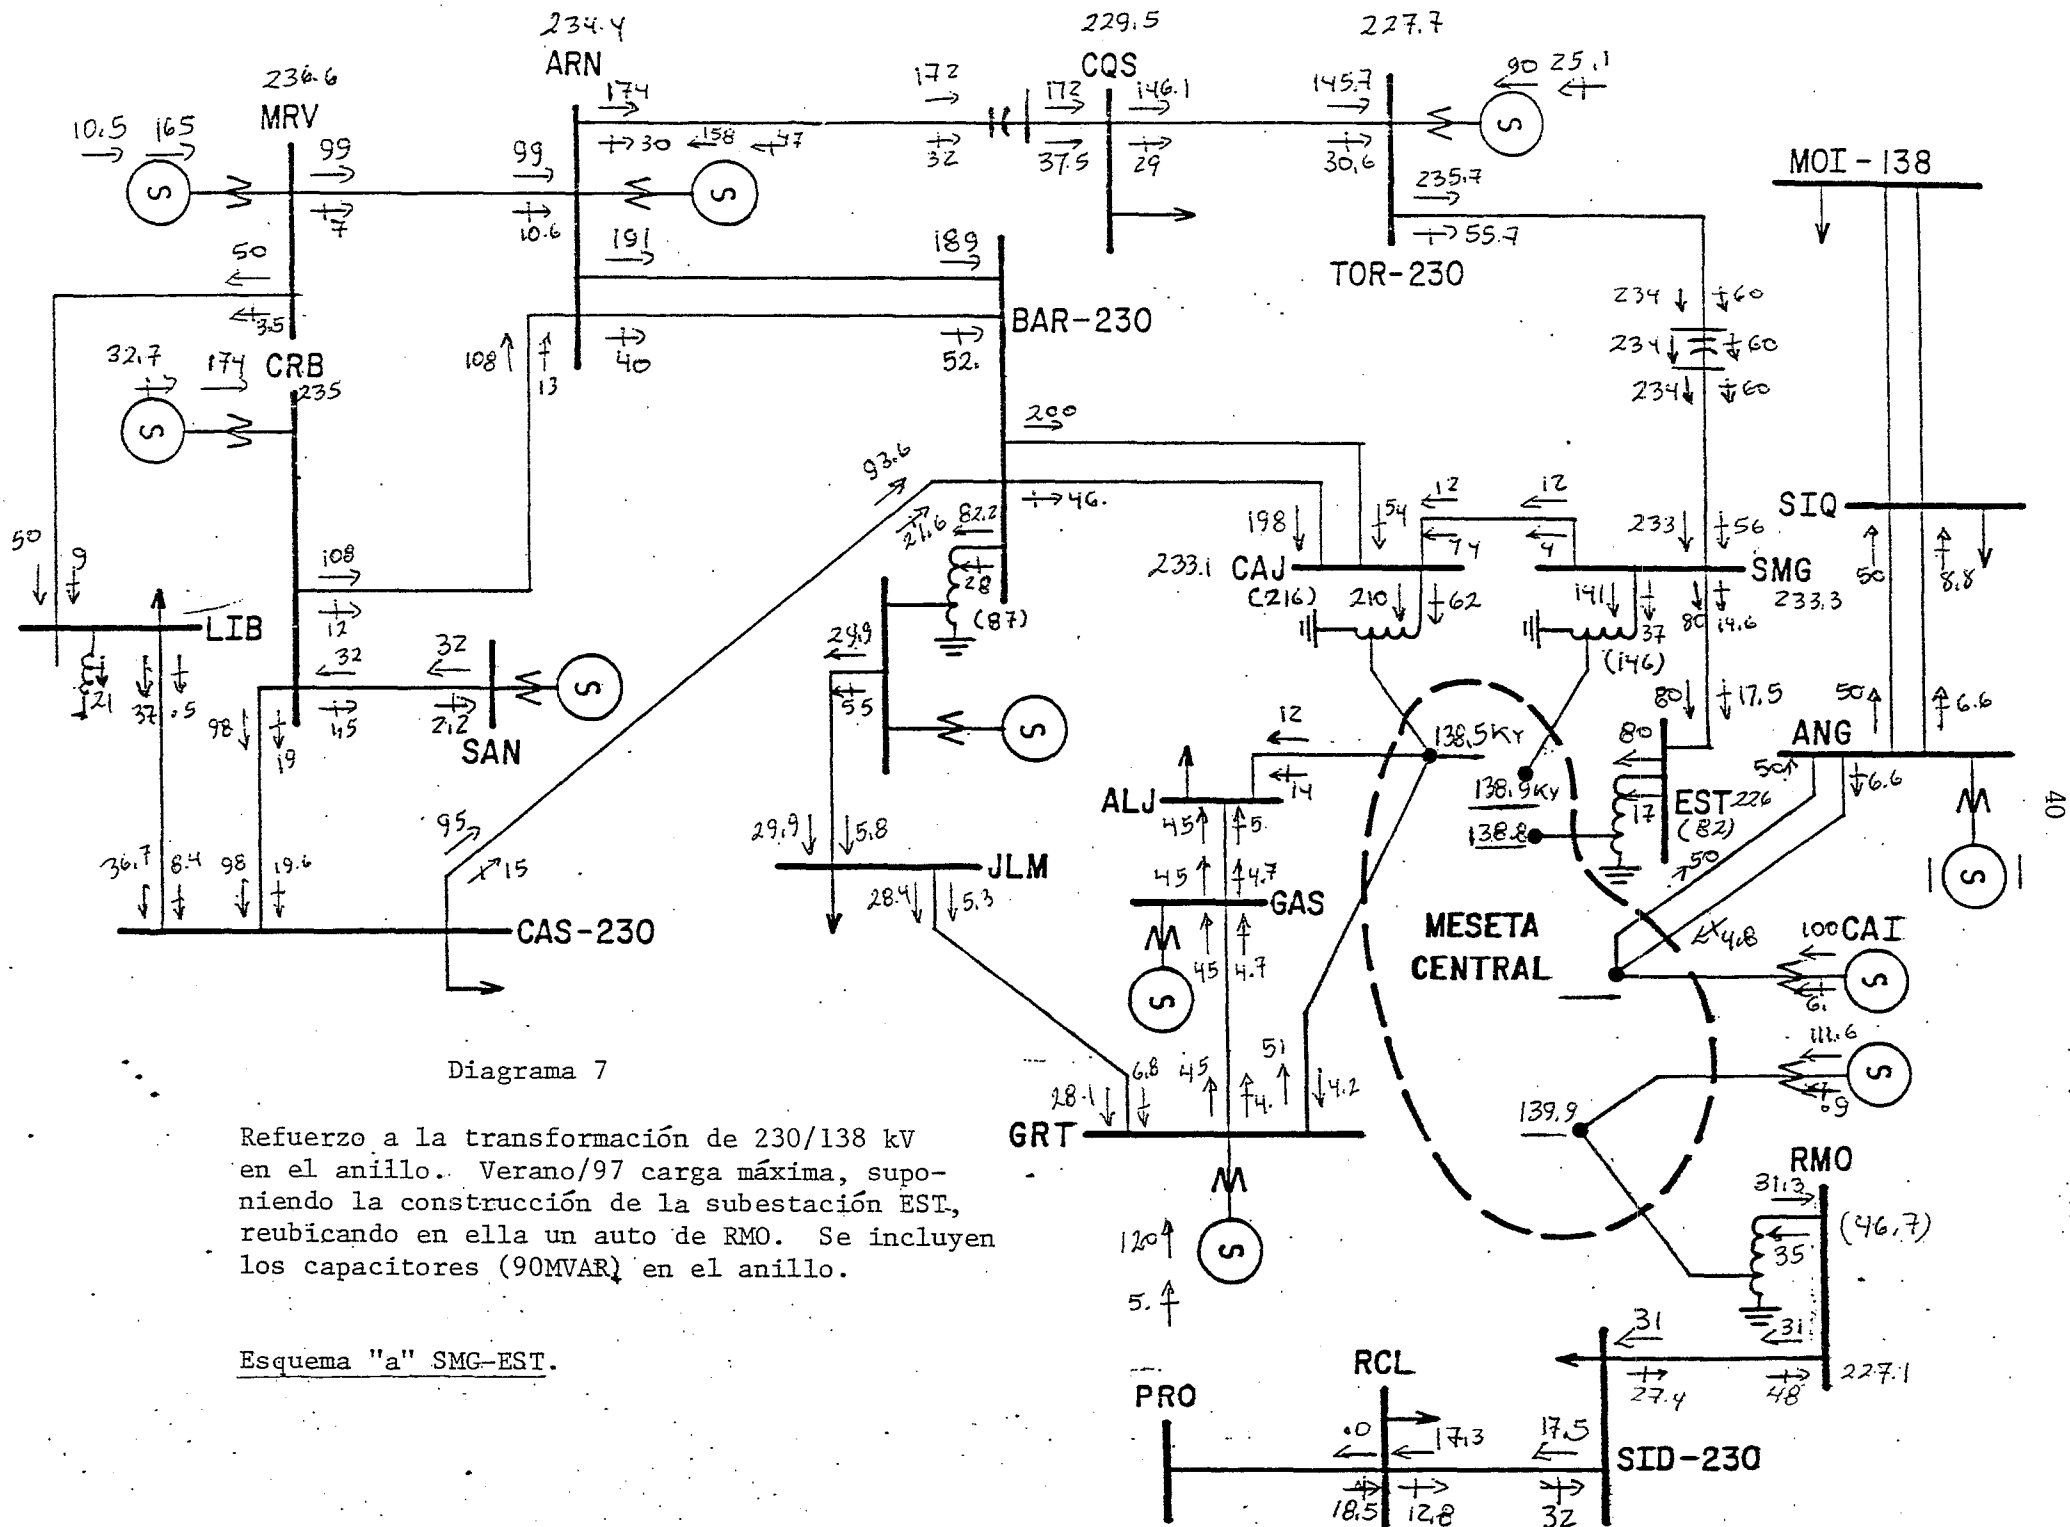 234.4
229.5
227.7
ARN
CQS
236.6
MRV
174
172
172
146.1
145.7
90 25.1
10.5 165
99
99
30 158 47
32
37.5
29
30.6
MOI-138
S
S
S
7
10.6
235.7
55.7
50
191
189
TOR-230
3.5
BAR-230
234 60
32.7 174
CRB
235
108
13
40
52.
234 60
234 60
S
200
93.6
21.6
82.2
46.
12
12
SIQ
50
9
108
28
(87)
198
54
4
233
56
233.1 CAJ
(216)
SMG
233.3
50
8.8
LIB
12
210
62
141
37
(146)
80
14.6
21
37
.5
32
32
S
29.9
5.5
98
19
45
2.2
SAN
S
12
138.5KV
80
17.5
50
6.6
ANG
14
138.9KV
80
50
6.6
ALJ
EST 226
17
(82)
95
29.9
5.8
45
5.
138.8
50
40
36.7
8.4
98
19.6
15
JLM
45
4.7
S
28.4
5.3
GAS
MESETA
CENTRAL
4.8
100 CAI
CAS-230
45
4.7
S
S
6.
Diagrama 7
111.6
28.1
6.8
45
4.
51
4.2
S
.9
GRT
139.9
Refuerzo a la transformación de 230/138 kV
en el anillo. Verano/97 carga máxima, supo-
niendo la construcción de la subestación EST,
reubicando en ella un auto de RMO. Se incluyen
los capacitores (90MVAR) en el anillo.
RMO
31.3
(46.7)
120
S
35
5.
Esquema "a" SMG-EST.
31
31
RCL
27.4
48
227.1
PRO
.0
17.3
17.5
SID-230
18.5
12.8
32